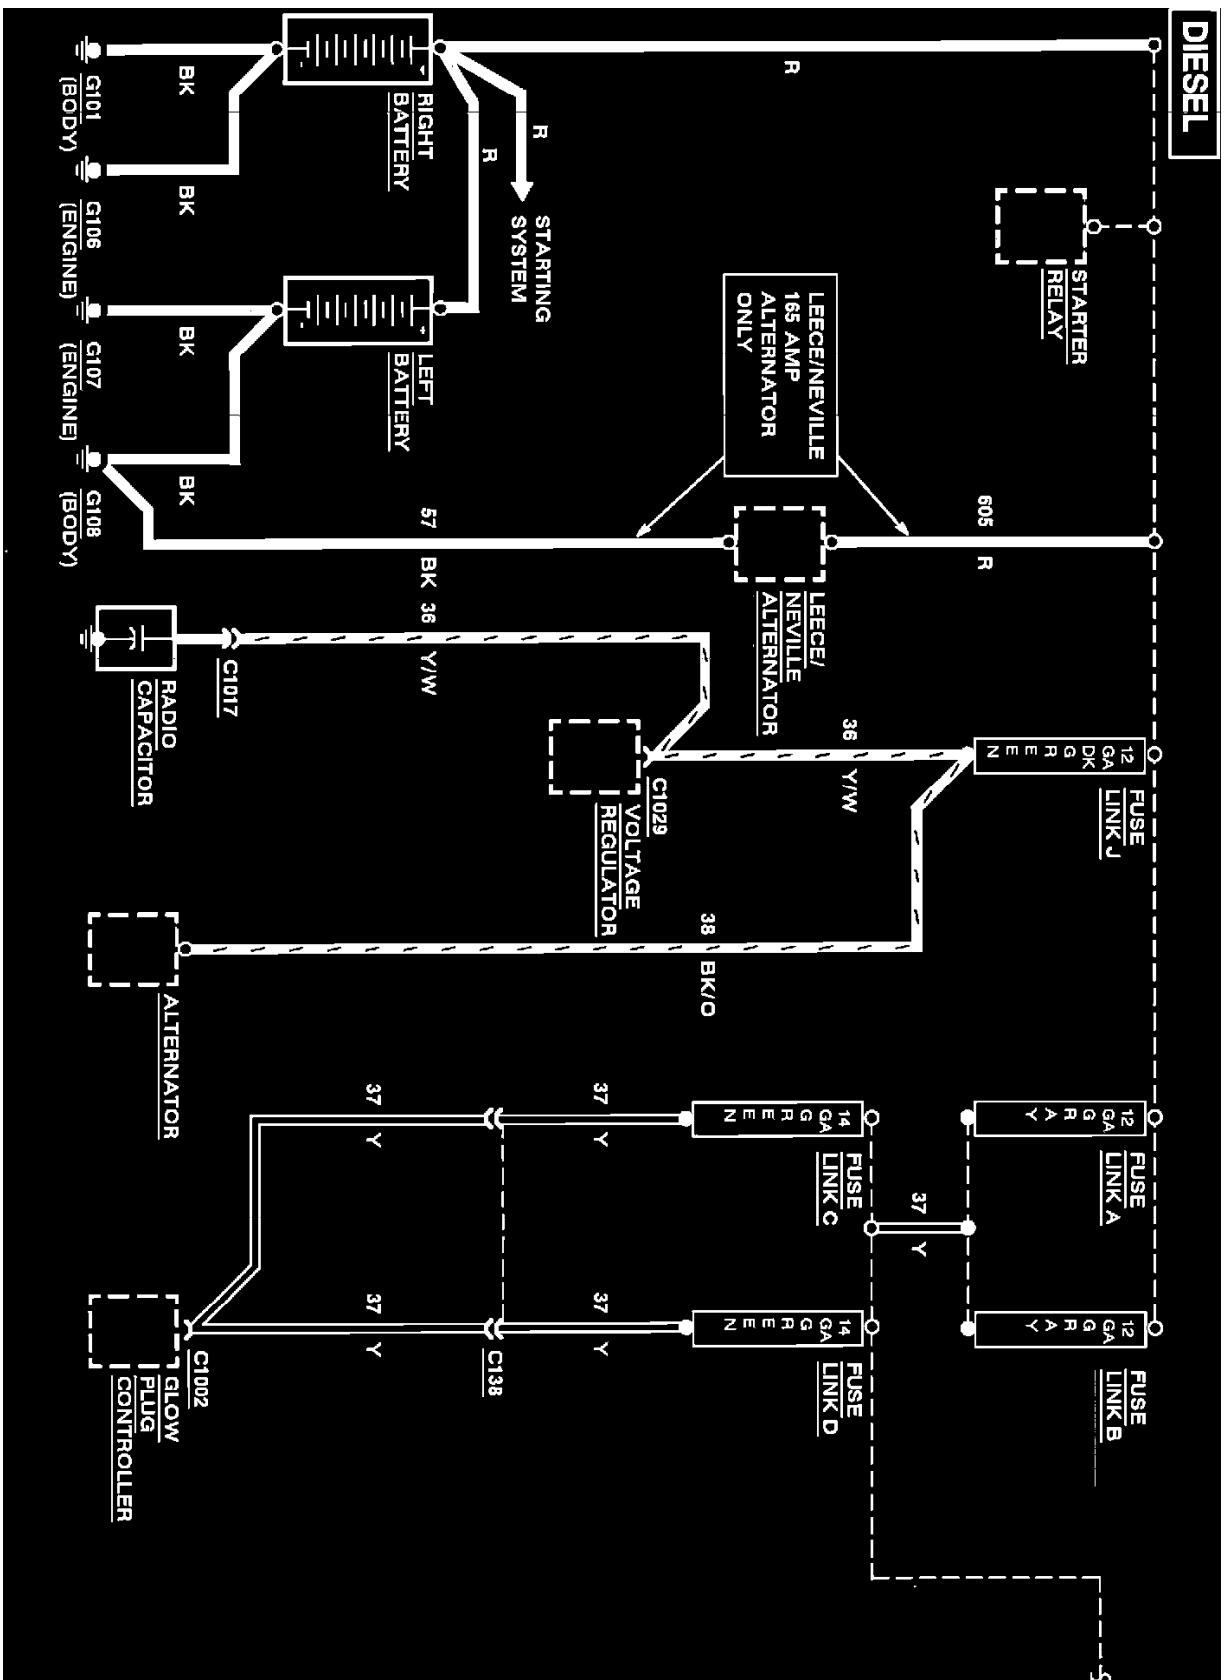 DIESEL
R
STARTER
RELAY
R
STARTING
SYSTEM
R
RIGHT
BATTERY
BK
G101
(BODY)
BK
G106
(ENGINE)
LEFT
BATTERY
BK
G107
(ENGINE)
BK
G108
(BODY)
LEECE/NEVILLE
165 AMP
ALTERNATOR
ONLY
605
R
57
BK
LEECE/
NEVILLE
ALTERNATOR
36
Y/W
C1017
RADIO
CAPACITOR
12
GA
DK
GREEN
FUSE
LINK J
36
Y/W
C1029
VOLTAGE
REGULATOR
38
BK/O
ALTERNATOR
12
GA
GRAY
FUSE
LINK A
12
GA
GRAY
FUSE
LINK B
37
Y
14
GA
GREEN
FUSE
LINK C
14
GA
GREEN
FUSE
LINK D
37
Y
37
Y
C138
37
Y
37
Y
C1002
GLOW
PLUG
CONTROLLER